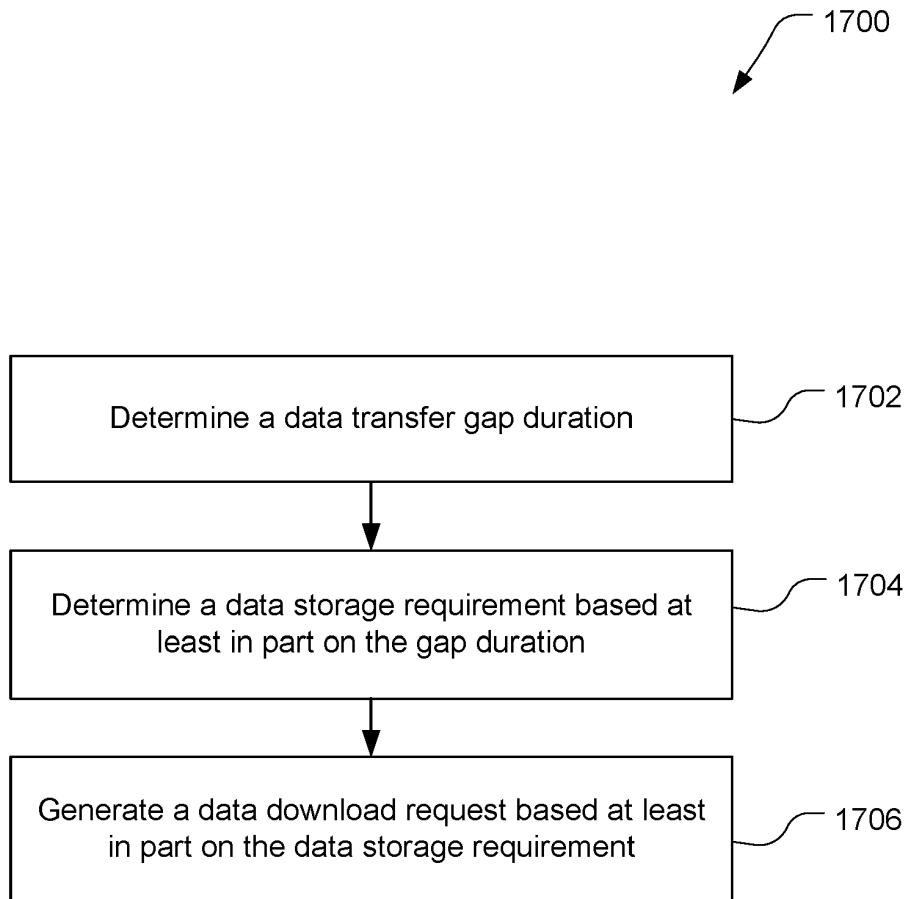 1700
Determine a data transfer gap duration
1702
Determine a data storage requirement based at
least in part on the gap duration
1704
Generate a data download request based at least
in part on the data storage requirement
1706